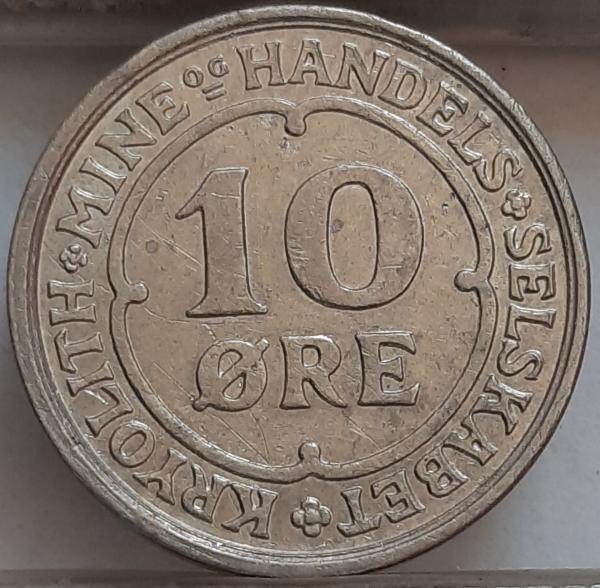 KRYOLITH MINE OG HANDELS SELSKABET
10
ØRE